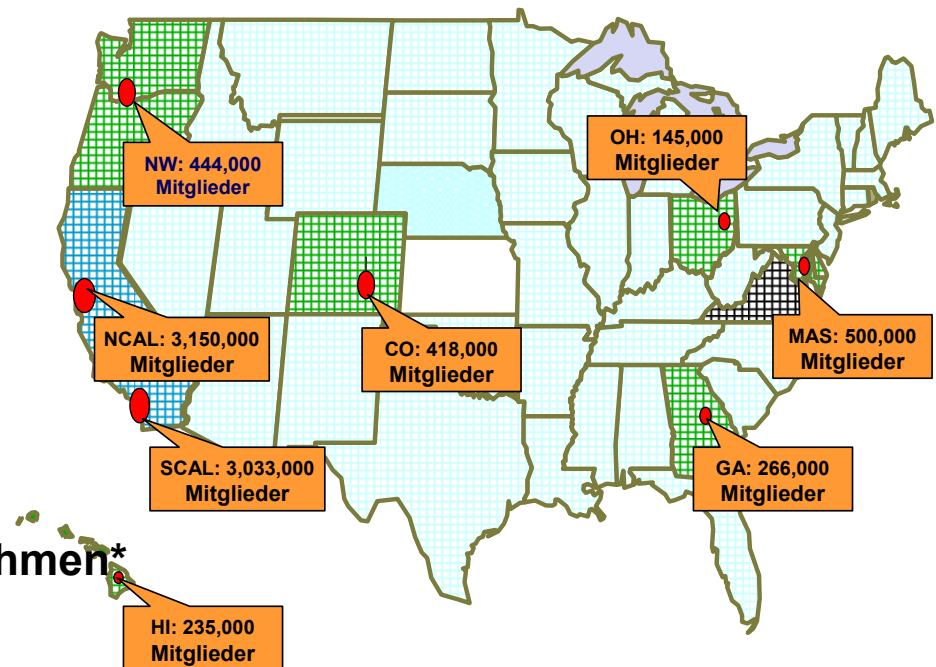 NW: 444,000
Mitglieder
OH: 145,000
Mitglieder
NCAL: 3,150,000
Mitglieder
CO: 418,000
Mitglieder
MAS: 500,000
Mitglieder
SCAL: 3,033,000
Mitglieder
GA: 266,000
Mitglieder
hmen*
HI: 235,000
Mitglieder